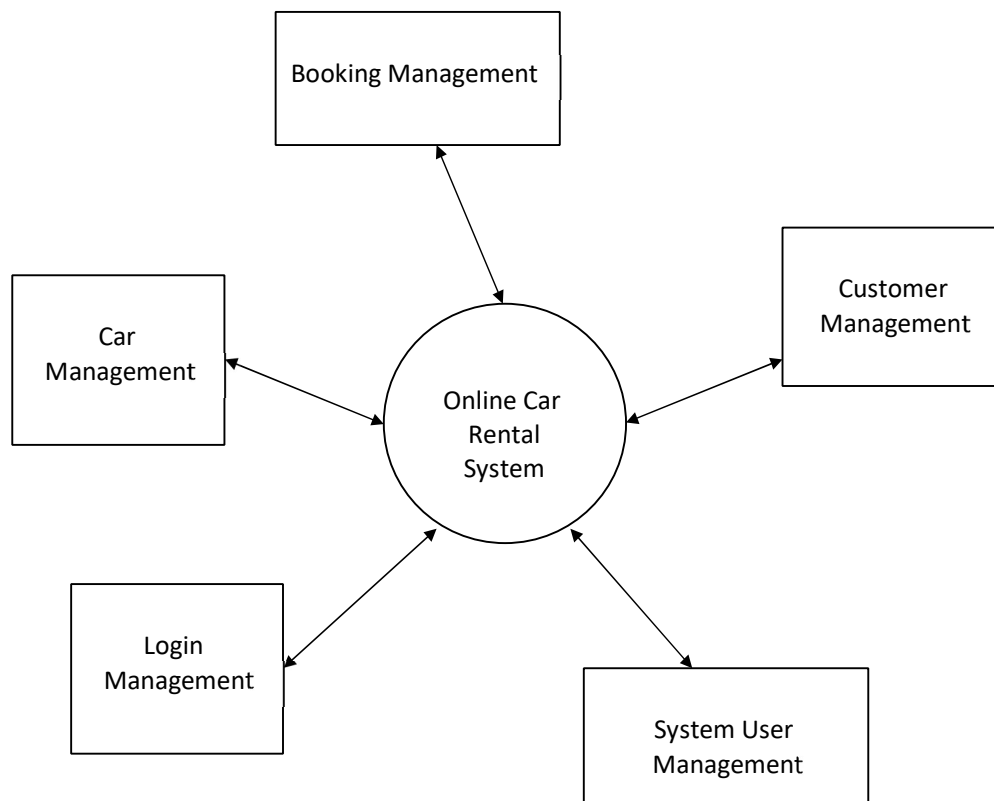 Booking Management
Customer
Management
Car
Management
Online Car
Rental
System
Login
Management
System User
Management